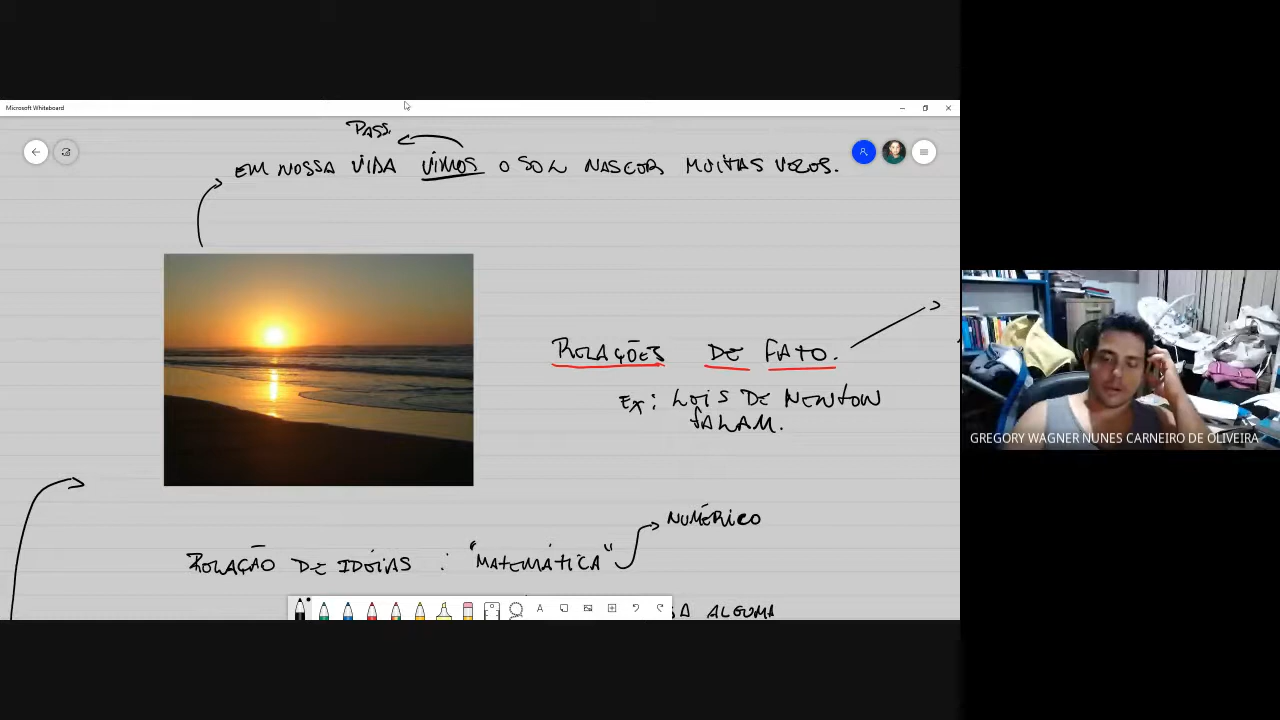 Microsoft Whiteboard
PASS.
EM NOSSA VIDA VIMOS O SOL NASCER MUITAS VEZES.
RELAÇÕES DE FATO.
EX: LEIS DE NEWTON
FALAM.
NUMÉRICO
RELAÇÃO DE IDÉIAS : "MATEMÁTICA"
ALGUMA
GREGORY WAGNER NUNES CARNEIRO DE OLIVEIRA